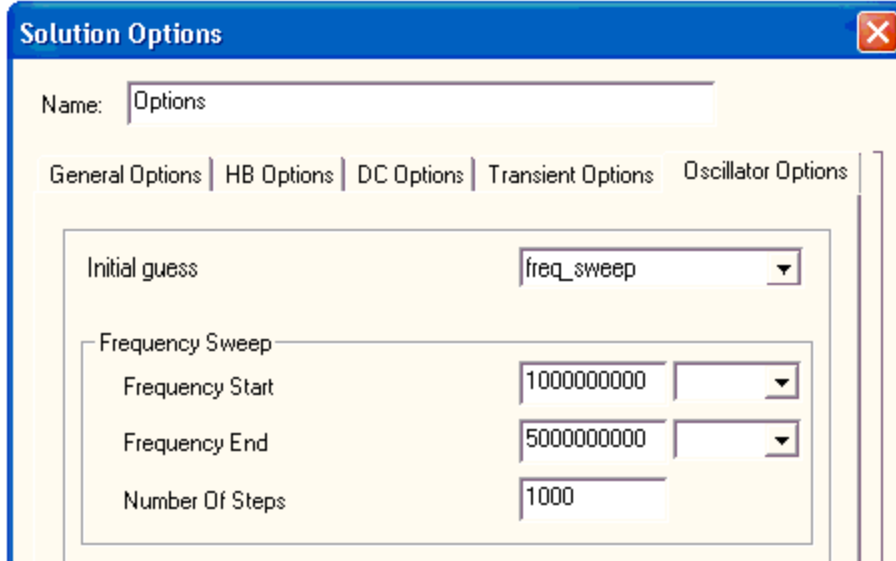 Solution Options
Name: Options
General Options HB Options DC Options Transient Options Oscillator Options
Initial guess freq_sweep
Frequency Sweep
Frequency Start 1000000000
Frequency End 5000000000
Number Of Steps 1000